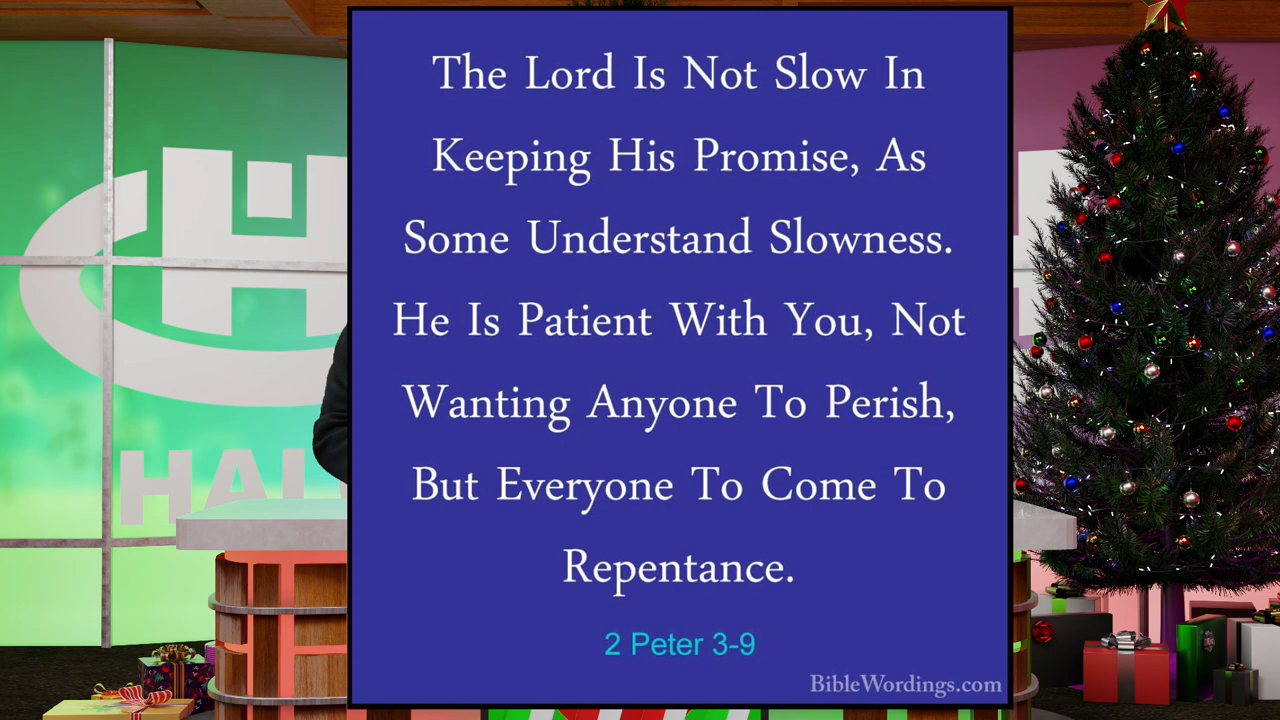 The Lord Is Not Slow In
Keeping His Promise, As
Some Understand Slowness.
He Is Patient With You, Not
Wanting Anyone To Perish,
But Everyone To Come To
Repentance.
2 Peter 3-9
BibleWordings.com